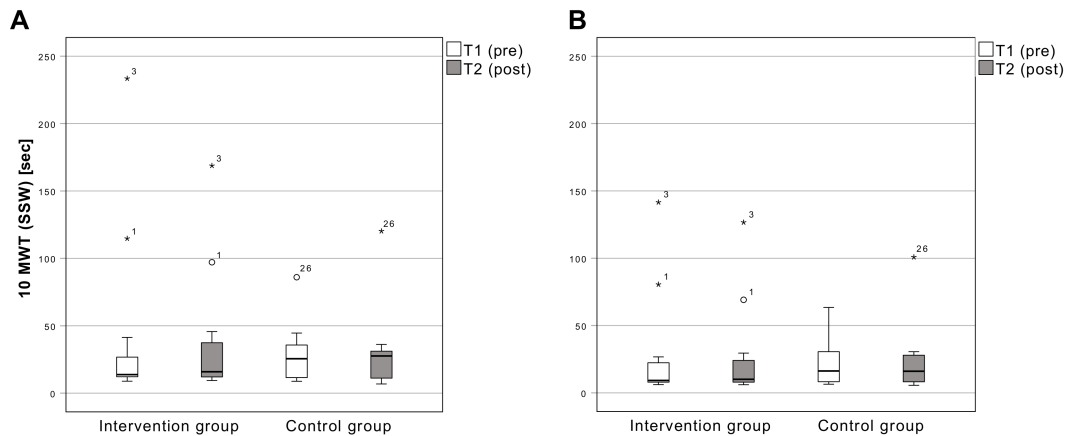 A
250
200
150
100
50
0
10 MWT (SSW) [sec]
*3
*1
*3
1
26
*26
Intervention group
Control group
T1 (pre)
T2 (post)
B
250
200
150
100
50
0
*3
*1
*3
1
*26
Intervention group
Control group
T1 (pre)
T2 (post)